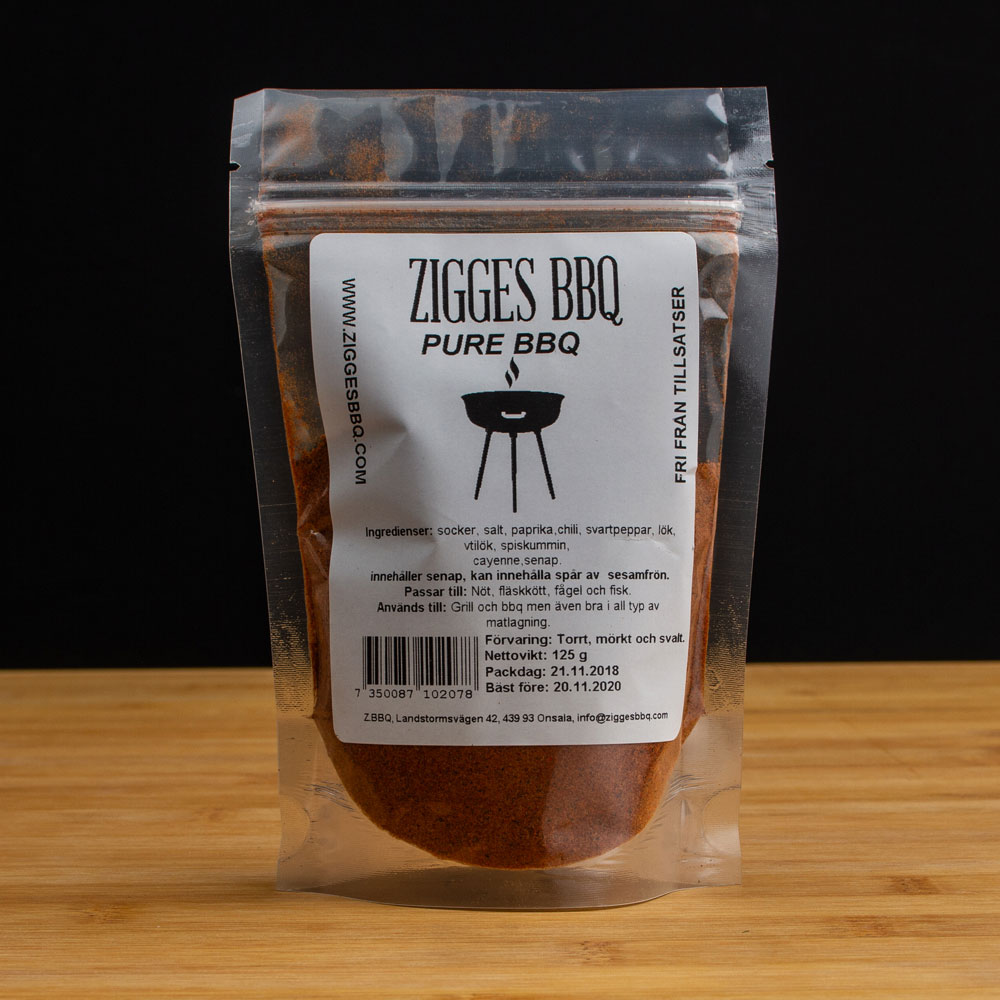 ZIGGES BBQ
PURE BBQ
WWW.ZIGGESBBQ.COM
FRI FRAN TILLSATSER
Ingredienser: socker, salt, paprika,chili, svartpeppar, lök,
vtilök, spiskummin,
cayenne,senap.
innehåller senap, kan innehålla spår av sesamfrön.
Passar till: Nöt, fläskkött, fågel och fisk.
Används till: Grill och bbq men även bra i all typ av
matlagning.
Förvaring: Torrt, mörkt och svalt.
Nettovikt: 125 g
Packdag: 21.11.2018
Bäst före: 20.11.2020
7 350087 102078
Z.BBQ, Landstormsvägen 42, 439 93 Onsala, info@ziggesbbq.com